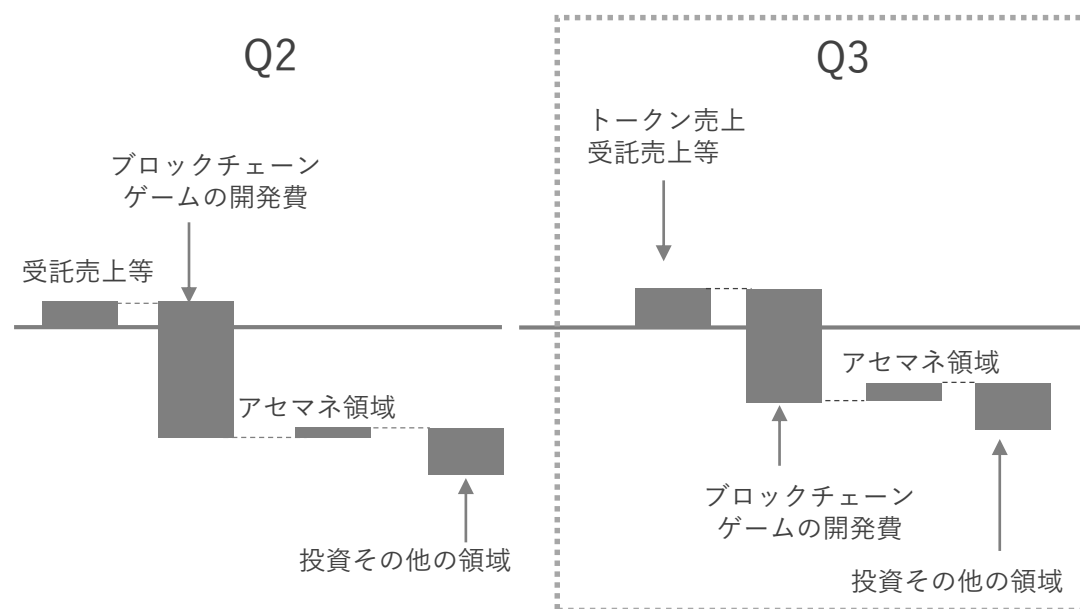 Q2
ブロックチェーン
ゲームの開発費
受託売上等
アセマネ領域
投資その他の領域
Q3
トークン売上
受託売上等
アセマネ領域
ブロックチェーン
ゲームの開発費
投資その他の領域